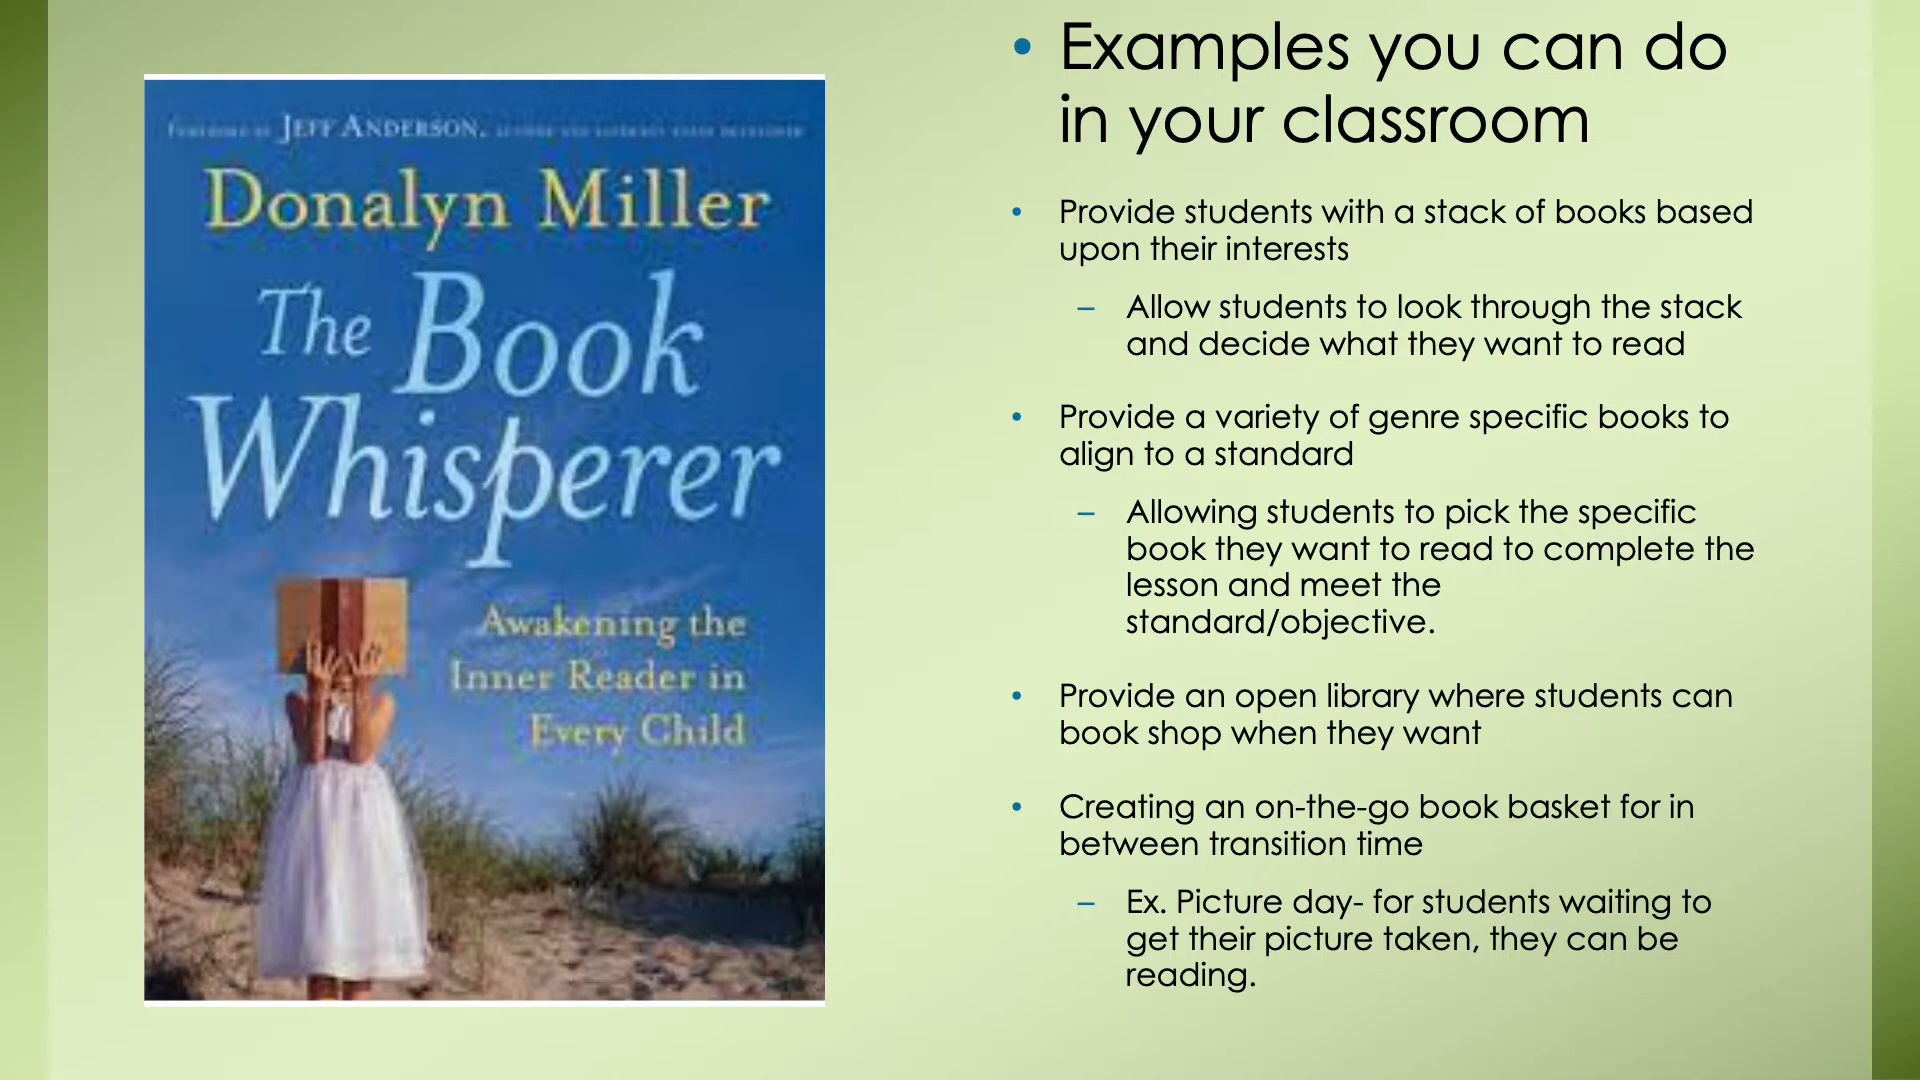 Foreword by JEFF ANDERSON,
Donalyn Miller
The Book
Whisperer
Awakening the
Inner Reader in
Every Child
• Examples you can do
in your classroom
• Provide students with a stack of books based
upon their interests
– Allow students to look through the stack
and decide what they want to read
• Provide a variety of genre specific books to
align to a standard
– Allowing students to pick the specific
book they want to read to complete the
lesson and meet the
standard/objective.
• Provide an open library where students can
book shop when they want
• Creating an on-the-go book basket for in
between transition time
– Ex. Picture day- for students waiting to
get their picture taken, they can be
reading.